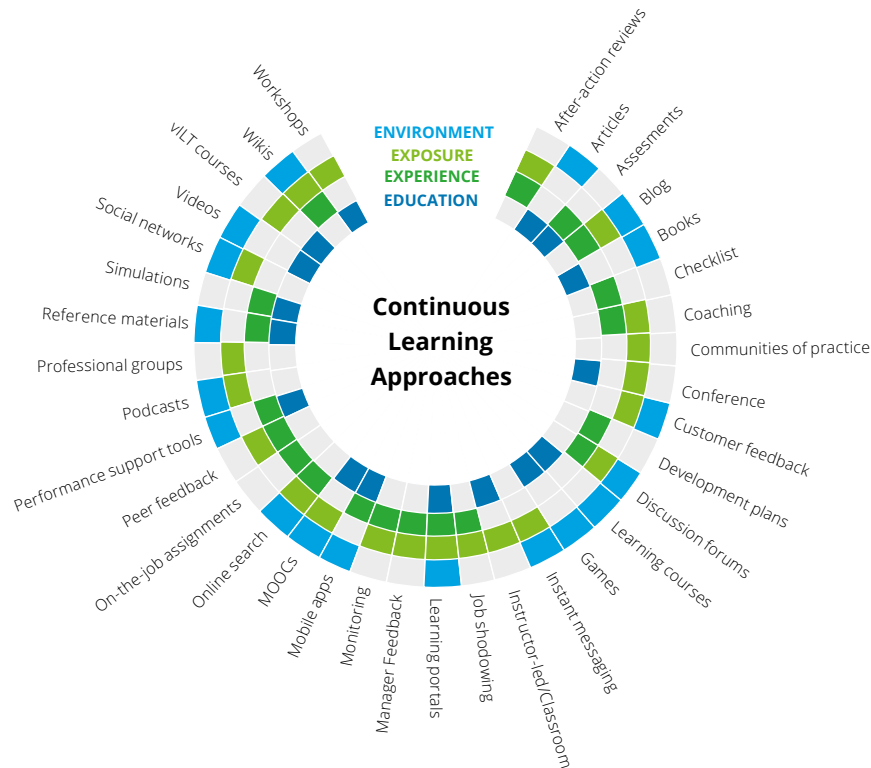 ENVIRONMENT
EXPOSURE
EXPERIENCE
EDUCATION
Continuous
Learning
Approaches
After-action reviews
Articles
Assesments
Blog
Books
Checklist
Coaching
Communities of practice
Conference
Customer feedback
Development plans
Discussion forums
Learning courses
Games
Instant messaging
Instructor-led/Classroom
Job shodowing
Learning portals
Manager Feedback
Monitoring
Mobile apps
MOOCs
Online search
On-the-job assignments
Peer feedback
Performance support tools
Podcasts
Professional groups
Reference materials
Simulations
Social networks
Videos
vILT courses
Wikis
Workshops